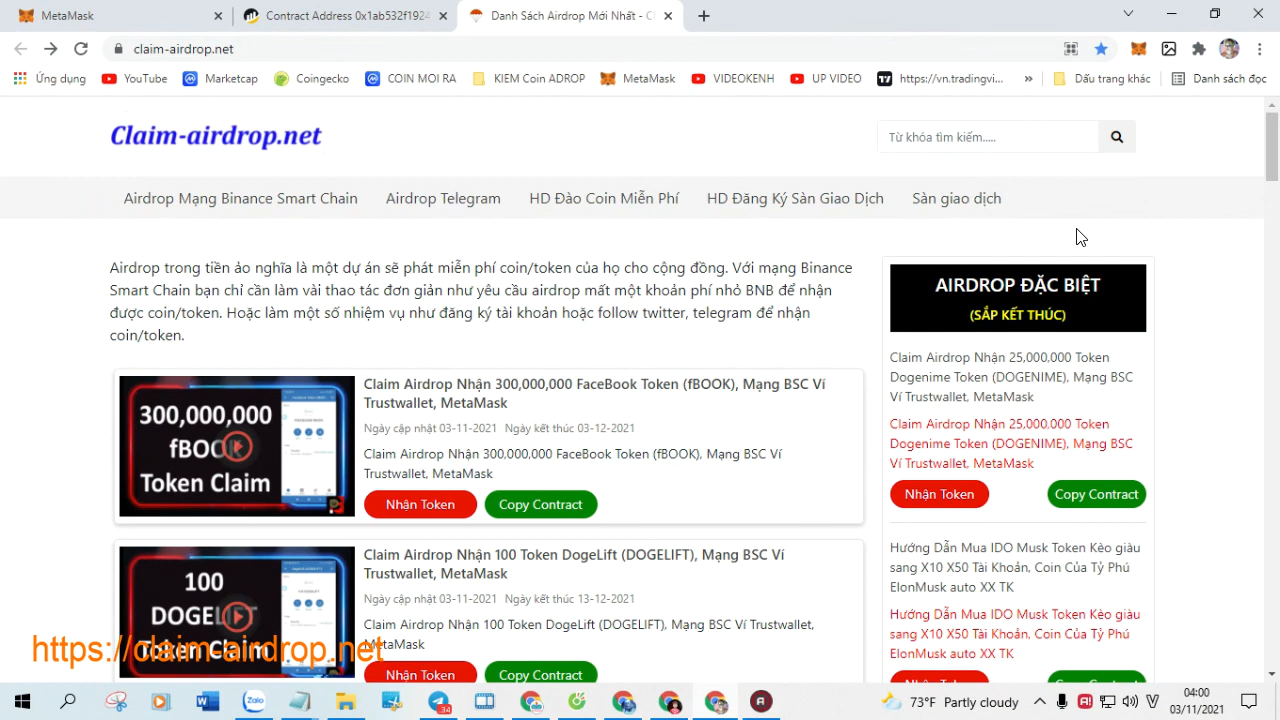 MetaMask
Contract Address 0x1ab532f1924
Danh Sách Airdrop Mới Nhất - C
claim-airdrop.net
Ứng dụng
YouTube
Marketcap
Coingecko
COIN MOI RA
KIEM Coin ADROP
MetaMask
VIDEOKENH
UP VIDEO
https://vn.tradingvi...
»
Dấu trang khác
Danh sách đọc
Claim-airdrop.net
Từ khóa tìm kiếm.....
Airdrop Mạng Binance Smart Chain
Airdrop Telegram
HD Đào Coin Miễn Phí
HD Đăng Ký Sàn Giao Dịch
Sàn giao dịch
Airdrop trong tiền ảo nghĩa là một dự án sẽ phát miễn phí coin/token của họ cho cộng đồng. Với mạng Binance
Smart Chain bạn chỉ cần làm vài thao tác đơn giản như yêu cầu airdrop mất một khoản phí nhỏ BNB để nhận
được coin/token. Hoặc làm một số nhiệm vụ như đăng ký tài khoản hoặc follow twitter, telegram để nhận
coin/token.
300,000,000
fBOOK
Token Claim
Claim Airdrop Nhận 300,000,000 FaceBook Token (fBOOK), Mạng BSC Ví
Trustwallet, MetaMask
Ngày cập nhật 03-11-2021 Ngày kết thúc 03-12-2021
Claim Airdrop Nhận 300,000,000 FaceBook Token (fBOOK), Mạng BSC Ví
Trustwallet, MetaMask
Nhận Token
Copy Contract
100
DOGELIFT
Token Claim
Claim Airdrop Nhận 100 Token DogeLift (DOGELIFT), Mạng BSC Ví
Trustwallet, MetaMask
Ngày cập nhật 03-11-2021 Ngày kết thúc 13-12-2021
Claim Airdrop Nhận 100 Token DogeLift (DOGELIFT), Mạng BSC Ví Trustwallet,
MetaMask
Nhận Token
Copy Contract
https://claim-airdrop.net
AIRDROP ĐẶC BIỆT
(SẮP KẾT THÚC)
Claim Airdrop Nhận 25,000,000 Token
Dogenime Token (DOGENIME), Mạng BSC
Ví Trustwallet, MetaMask
Claim Airdrop Nhận 25,000,000 Token
Dogenime Token (DOGENIME), Mạng BSC
Ví Trustwallet, MetaMask
Nhận Token
Copy Contract
Hướng Dẫn Mua IDO Musk Token Kèo giàu
sang X10 X50 Tài Khoản, Coin Của Tỷ Phú
ElonMusk auto XX TK
Hướng Dẫn Mua IDO Musk Token Kèo giàu
sang X10 X50 Tài Khoản, Coin Của Tỷ Phú
ElonMusk auto XX TK
Zalo
34
73°F Partly cloudy
04:00
03/11/2021